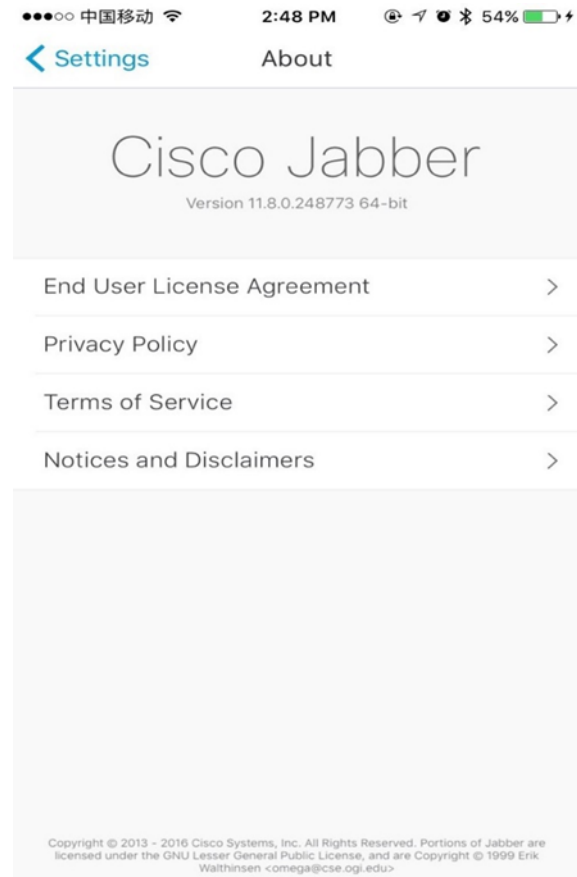 中国移动 2:48 PM 54%
Settings About
Cisco Jabber
Version 11.8.0.248773 64-bit
End User License Agreement
Privacy Policy
Terms of Service
Notices and Disclaimers
Copyright © 2013 - 2016 Cisco Systems, Inc. All Rights Reserved. Portions of Jabber are
licensed under the GNU Lesser General Public License, and are Copyright © 1999 Erik
Walthinsen <omega@cse.ogi.edu>